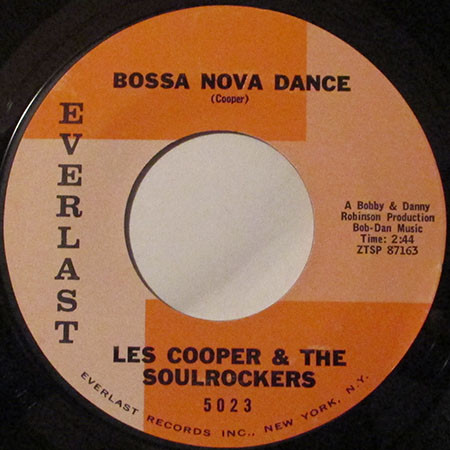 BOSSA NOVA DANCE
(Cooper)
EVERLAST
A Bobby & Danny
Robinson Production
Bob-Dan Music
Time: 2:44
ZTSP 87163
LES COOPER & THE
SOULROCKERS
5023
EVERLAST RECORDS INC., NEW YORK, N.Y.